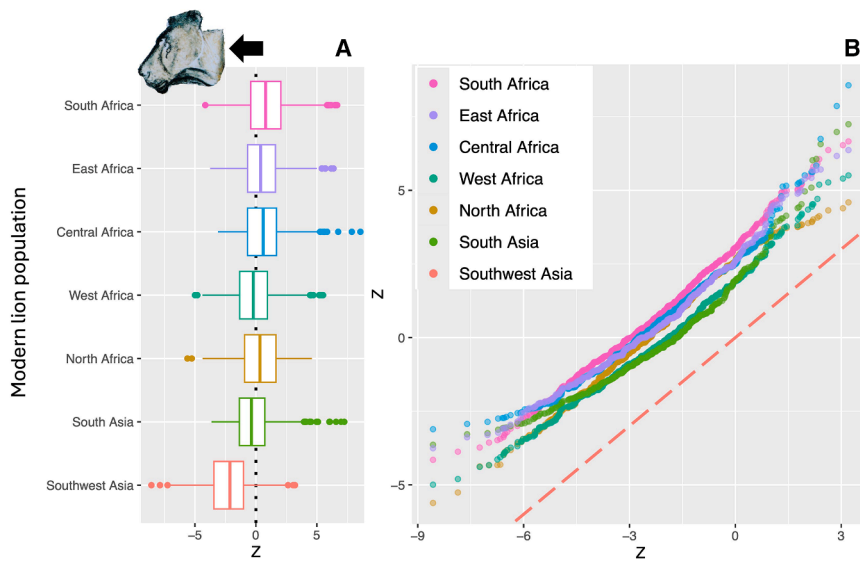 A
Modern lion population
South Africa
East Africa
Central Africa
West Africa
North Africa
South Asia
Southwest Asia
−5
0
5
Z
B
Z
South Africa
East Africa
Central Africa
West Africa
North Africa
South Asia
Southwest Asia
5
0
−5
−9
−6
−3
0
3
Z